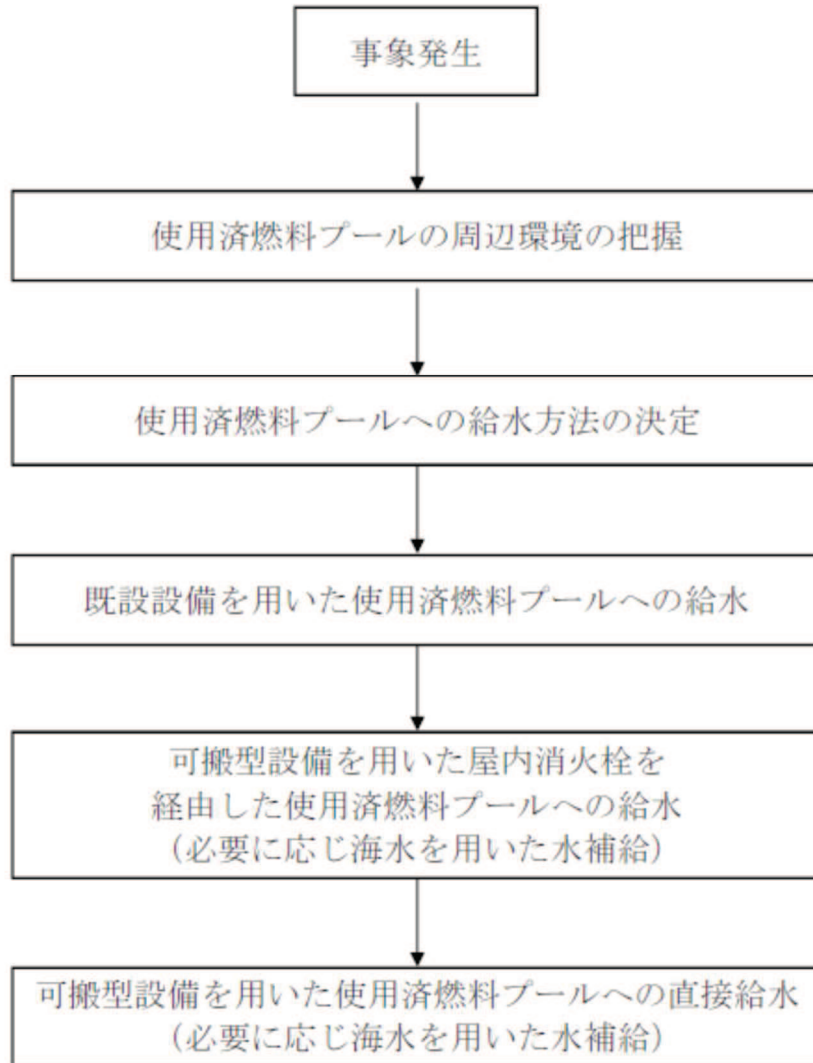 事象発生
使用済燃料プールの周辺環境の把握
使用済燃料プールへの給水方法の決定
既設設備を用いた使用済燃料プールへの給水
可搬型設備を用いた屋内消火栓を
経由した使用済燃料プールへの給水
（必要に応じ海水を用いた水補給）
可搬型設備を用いた使用済燃料プールへの直接給水
（必要に応じ海水を用いた水補給）